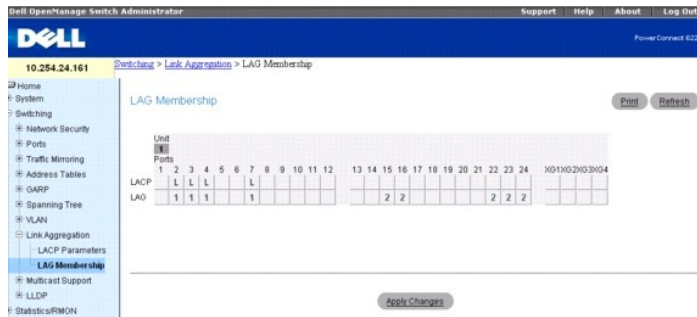 Dell OpenManage Switch Administrator Support Help About Log Out
DELL
PowerConnect 622
10.254.24.161
Switching > Link Aggregation > LAG Membership
Home
System
Switching
Network Security
Ports
Traffic Mirroring
Address Tables
GARP
Spanning Tree
VLAN
Link Aggregation
LACP Parameters
LAG Membership
Multicast Support
LLDP
Statistics/RMON
LAG Membership
Print Refresh
Unit
1
Ports
1 2 3 4 5 6 7 8 9 10 11 12 13 14 15 16 17 18 19 20 21 22 23 24 XG1 XG2 XG3 XG4
LACP L L L L
LAG 1 1 1 1 2 2 2 2 2
Apply Changes